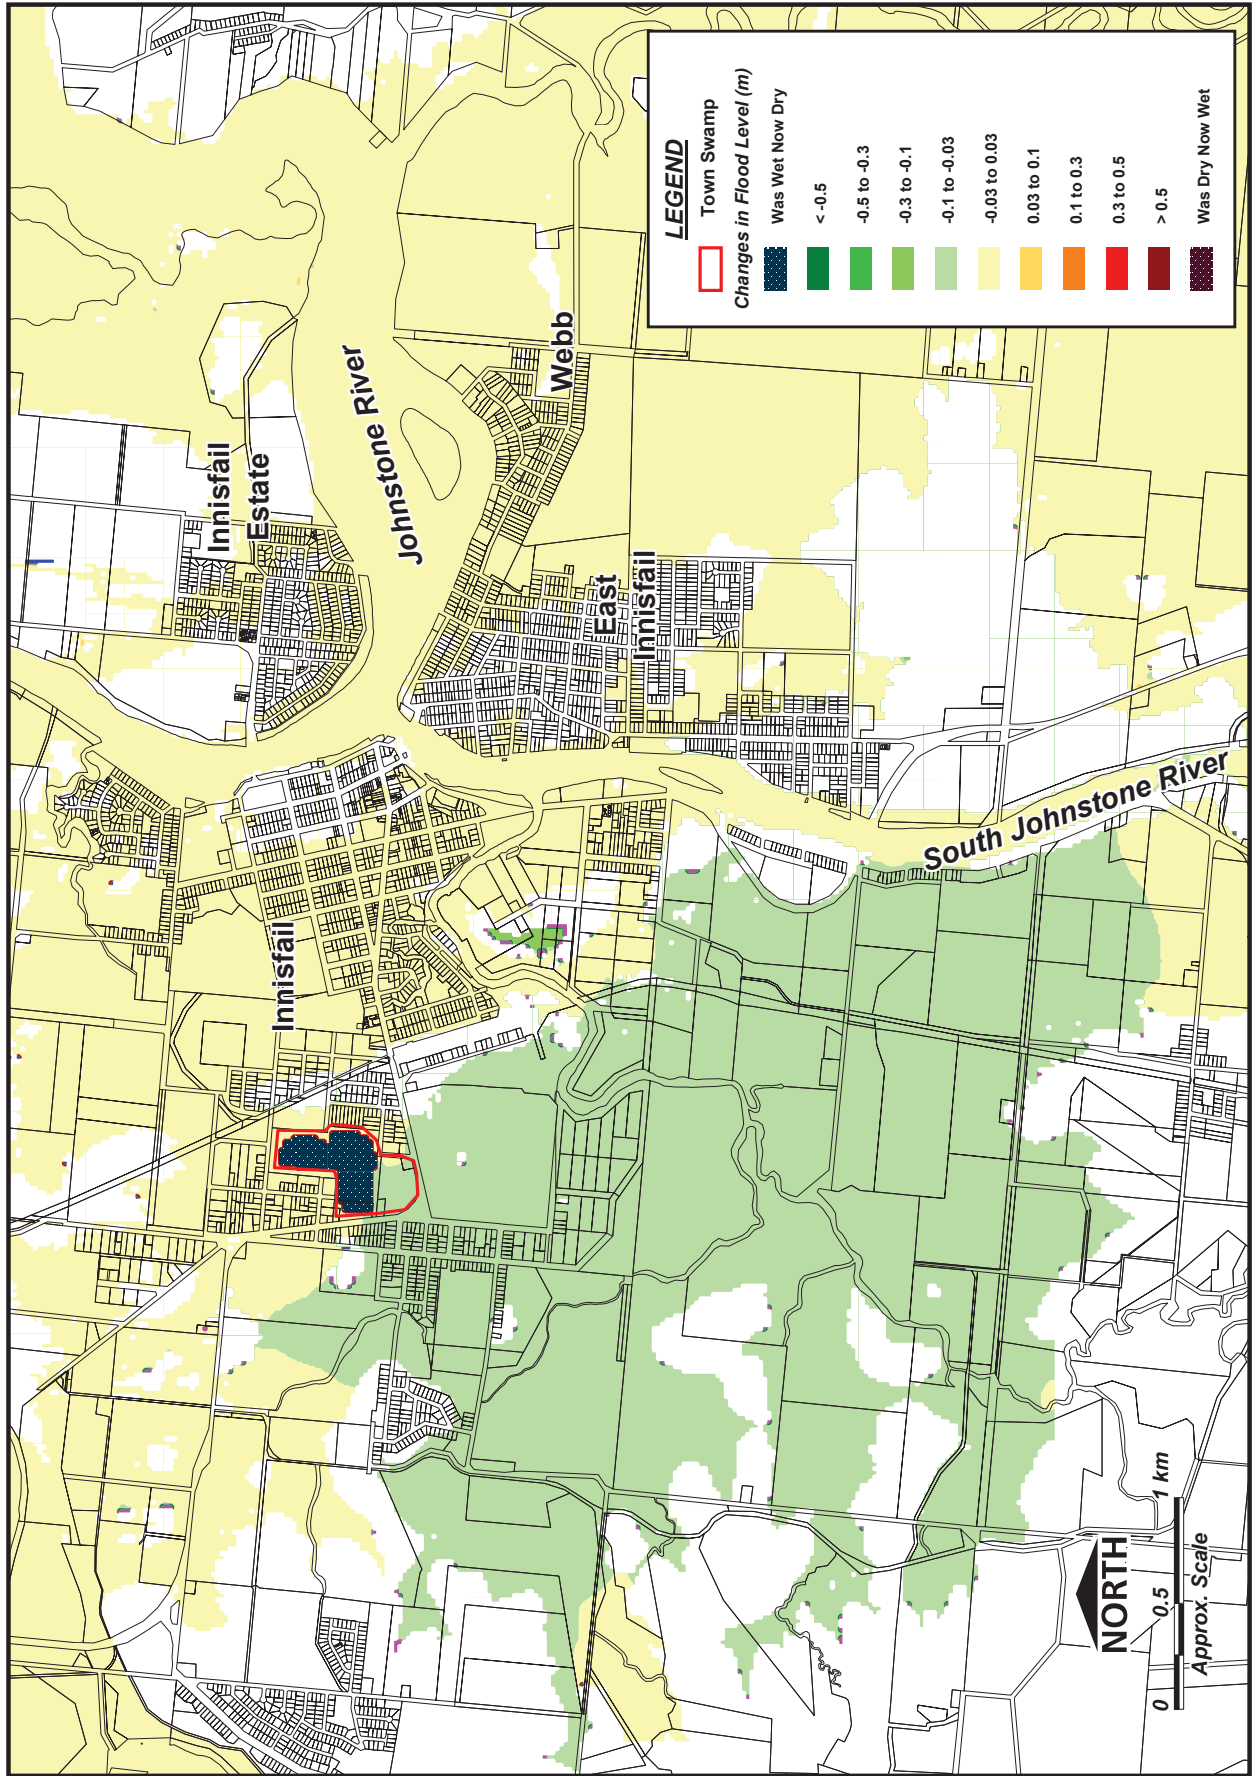 Innisfail
Estate
Johnstone River
Webb
East
Innisfail
Innisfail
South Johnstone River
NORTH
0
0.5
1 km
Approx. Scale
LEGEND
Town Swamp
Changes in Flood Level (m)
Was Wet Now Dry
< -0.5
-0.5 to -0.3
-0.3 to -0.1
-0.1 to -0.03
-0.03 to 0.03
0.03 to 0.1
0.1 to 0.3
0.3 to 0.5
> 0.5
Was Dry Now Wet